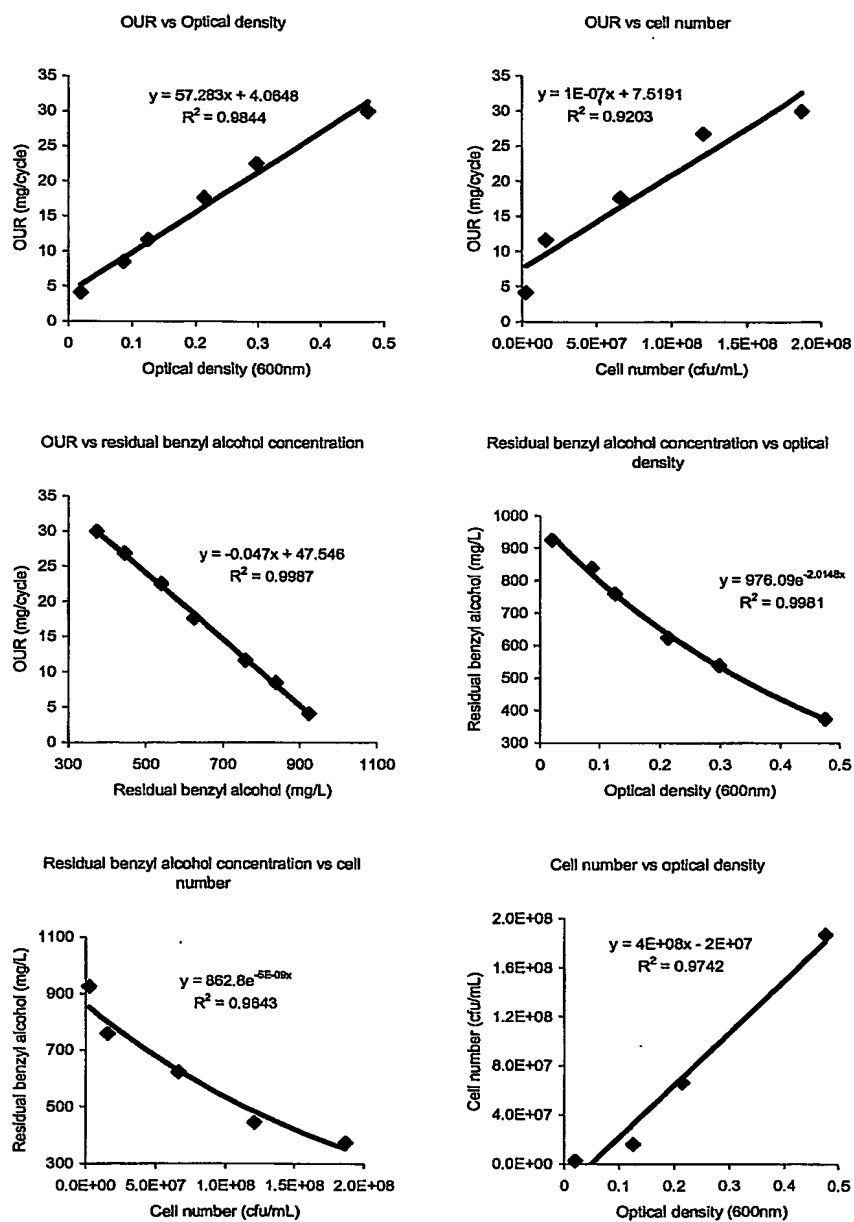 OUR vs Optical density
y = 57.283x + 4.0648
R² = 0.9844
35
30
25
20
15
10
5
0
OUR (mg/cycle)
0 0.1 0.2 0.3 0.4 0.5
Optical density (600nm)
OUR vs cell number
y = 1E-07x + 7.5191
R² = 0.9203
35
30
25
20
15
10
5
0
OUR (mg/cycle)
0.0E+00 5.0E+07 1.0E+08 1.5E+08 2.0E+08
Cell number (cfu/mL)
OUR vs residual benzyl alcohol concentration
35
30
25
20
15
10
5
0
OUR (mg/cycle)
y = -0.047x + 47.546
R² = 0.9987
300 500 700 900 1100
Residual benzyl alcohol (mg/L)
Residual benzyl alcohol concentration vs optical
density
1000
900
800
700
600
500
400
300
Residual benzyl alcohol (mg/L)
y = 976.09e^-2.0148x
R² = 0.9981
0 0.1 0.2 0.3 0.4 0.5
Optical density (600nm)
Residual benzyl alcohol concentration vs cell
number
1100
900
700
500
300
Residual benzyl alcohol (mg/L)
y = 862.8e^-5E-09x
R² = 0.9643
0.0E+00 5.0E+07 1.0E+08 1.5E+08 2.0E+08
Cell number (cfu/mL)
Cell number vs optical density
2.0E+08
1.6E+08
1.2E+08
8.0E+07
4.0E+07
0.0E+00
Cell number (cfu/mL)
y = 4E+08x - 2E+07
R² = 0.9742
0 0.1 0.2 0.3 0.4 0.5
Optical density (600nm)